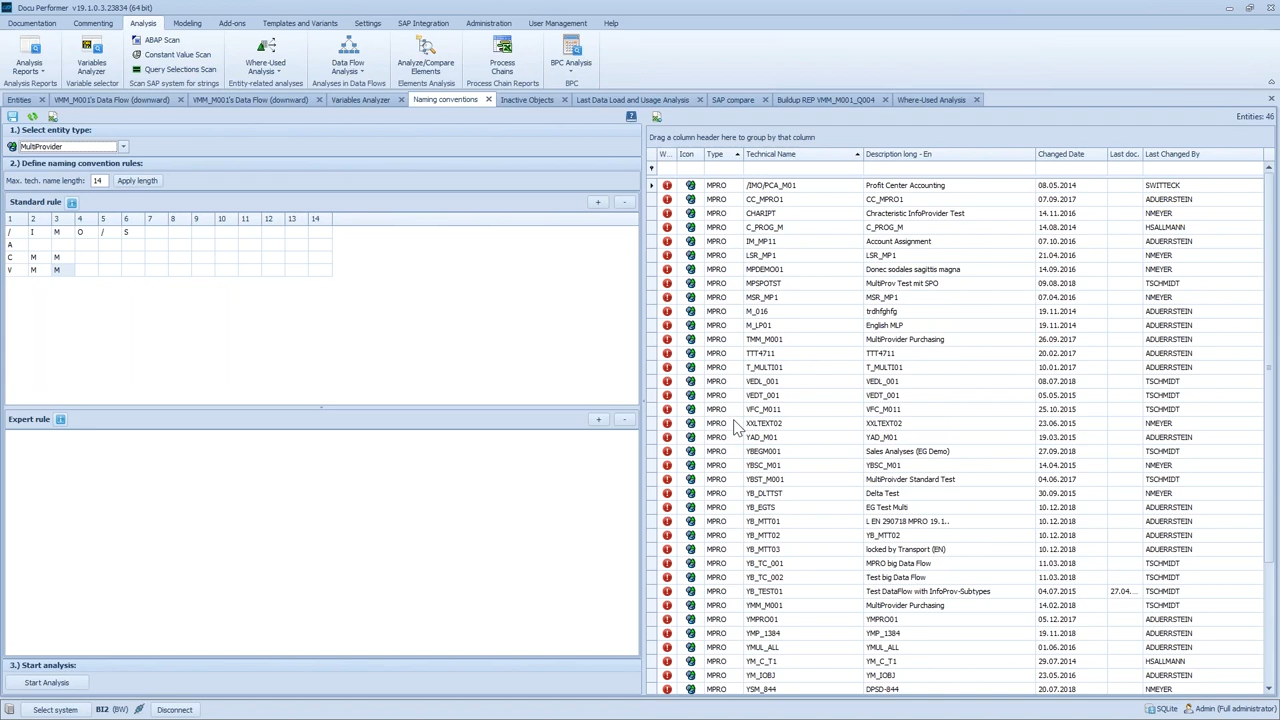 Docu Performer v19.1.0.3.23834 (64 bit)
Documentation Commenting Analysis Modeling Add-ons Templates and Variants Settings SAP Integration Administration User Management Help
Analysis Reports
Variables Analyzer
ABAP Scan
Constant Value Scan
Query Selections Scan
Where-Used Analysis
Data Flow Analysis
Analyze/Compare Elements
Process Chains
BPC Analysis
Analysis Reports Variable selector Scan SAP system for strings Entity-related analyses Analyses in Data Flows Elements Analysis Process Chain Reports BPC
Entities VMM_M001's Data Flow (downward) VMM_M001's Data Flow (downward) Variables Analyzer Naming conventions Inactive Objects Last Data Load and Usage Analysis SAP compare Buildup REP VMM_M001_Q004 Where-Used Analysis
1.) Select entity type:
MultiProvider
2.) Define naming convention rules:
Max. tech. name length: 14 Apply length
Standard rule + -
1 2 3 4 5 6 7 8 9 10 11 12 13 14
/ I M O / S
A
C M M
V M M
Expert rule + -
3.) Start analysis:
Start Analysis
Entities: 46
Drag a column header here to group by that column
W... Icon Type Technical Name Description long - En Changed Date Last doc. Last Changed By
MPRO /IMO/PCA_M01 Profit Center Accounting 08.05.2014 SWITTECK
MPRO CC_MPRO1 CC_MPRO1 07.09.2017 ADUERRSTEIN
MPRO CHARIPT Chracteristic InfoProvider Test 14.11.2016 NMEYER
MPRO C_PROG_M C_PROG_M 14.08.2014 HSALLMANN
MPRO IM_MP11 Account Assignment 07.10.2016 ADUERRSTEIN
MPRO LSR_MP1 LSR_MP1 21.04.2016 NMEYER
MPRO MPDEMO01 Donec sodales sagittis magna 14.09.2016 NMEYER
MPRO MPSPOTST MultiProv Test mit SPO 09.08.2018 TSCHMIDT
MPRO MSR_MP1 MSR_MP1 07.04.2016 NMEYER
MPRO M_016 trdhfghfg 19.11.2014 ADUERRSTEIN
MPRO M_LP01 English MLP 19.11.2014 ADUERRSTEIN
MPRO TMM_M001 MultiProvider Purchasing 26.09.2017 ADUERRSTEIN
MPRO TTT4711 TTT4711 20.02.2017 ADUERRSTEIN
MPRO T_MULTI01 T_MULTI01 10.01.2017 ADUERRSTEIN
MPRO VEDL_001 VEDL_001 08.07.2018 TSCHMIDT
MPRO VEDT_001 VEDT_001 05.05.2015 TSCHMIDT
MPRO VFC_M011 VFC_M011 25.10.2015 TSCHMIDT
MPRO XXLTEXT02 XXLTEXT02 23.06.2015 NMEYER
MPRO YAD_M01 YAD_M01 19.03.2015 ADUERRSTEIN
MPRO YBEGM001 Sales Analyses (EG Demo) 27.09.2018 TSCHMIDT
MPRO YBSC_M01 YBSC_M01 14.04.2015 NMEYER
MPRO YBST_M001 MultiProivder Standard Test 04.06.2017 TSCHMIDT
MPRO YB_DLTTST Delta Test 30.09.2015 NMEYER
MPRO YB_EGTS EG Test Multi 10.12.2018 ADUERRSTEIN
MPRO YB_MTT01 L EN 290718 MPRO 19.1.. 10.12.2018 ADUERRSTEIN
MPRO YB_MTT02 YB_MTT02 10.12.2018 ADUERRSTEIN
MPRO YB_MTT03 locked by Transport (EN) 10.12.2018 ADUERRSTEIN
MPRO YB_TC_001 MPRO big Data Flow 11.03.2018 TSCHMIDT
MPRO YB_TC_002 Test big Data Flow 11.03.2018 TSCHMIDT
MPRO YB_TEST01 Test DataFlow with InfoProv-Subtypes 04.07.2015 27.04.... TSCHMIDT
MPRO YMM_M001 MultiProvider Purchasing 14.02.2018 TSCHMIDT
MPRO YMPRO01 YMPRO01 05.12.2017 ADUERRSTEIN
MPRO YMP_1384 YMP_1384 19.11.2018 ADUERRSTEIN
MPRO YMUL_ALL YMUL_ALL 01.06.2016 ADUERRSTEIN
MPRO YM_C_T1 YM_C_T1 29.07.2014 HSALLMANN
MPRO YM_IOBJ YM_IOBJ 23.05.2016 ADUERRSTEIN
MPRO YSM_844 DPSD-844 20.07.2018 NMEYER
Select system BI2 (BW) Disconnect SQLite Admin (Full administrator)